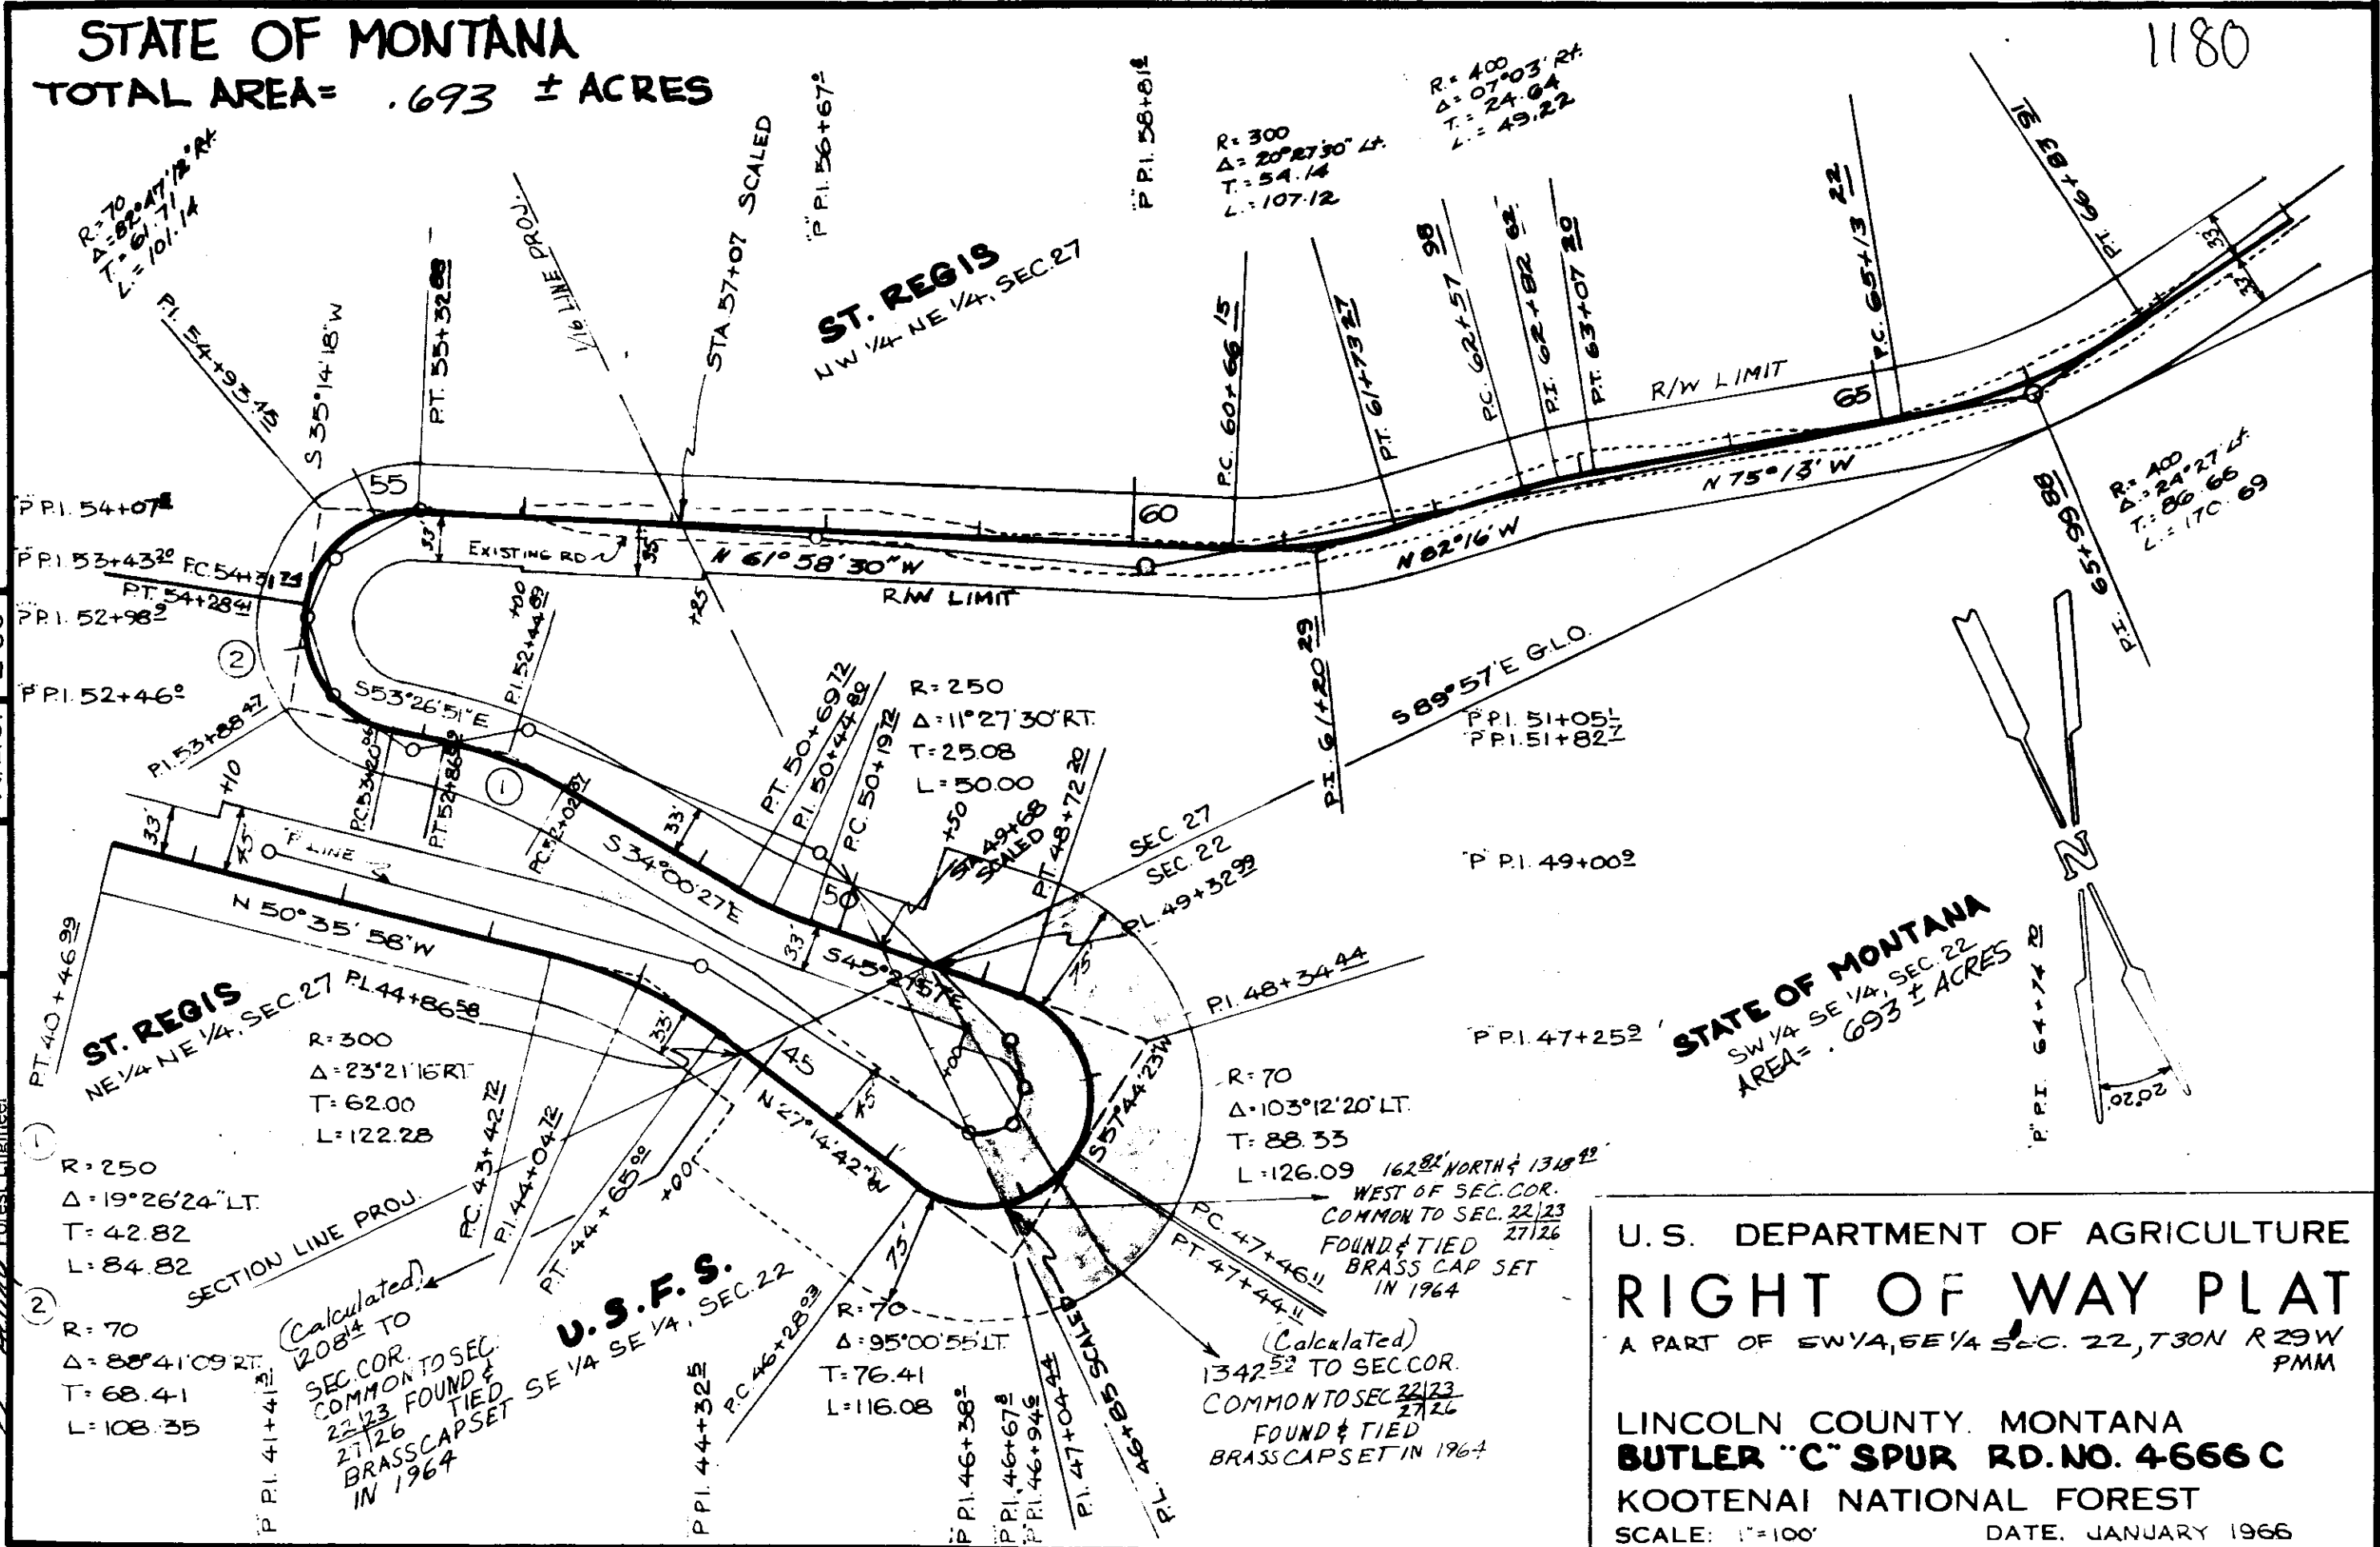 STATE OF MONTANA
TOTAL AREA= .693 ± ACRES
1180
R= 70
Δ= 82°47'12" Rt.
T.= 61.71
L.= 101.14
P.I. 54+93.45
S 35°14'18"W
P.T. 55+32
1/16 LINE PROJ.
STA. 57+07 SCALED
"P" P.I. 56+67⁰
ST. REGIS
NW 1/4 NE 1/4, SEC. 27
"P" P.I. 58+81
R= 300
Δ= 20°27'30" Lt.
T.= 54.14
L.= 107.12
R.= 400
Δ= 07°03' Rt.
T.= 24.64
L.= 49.22
P.C. 60+66 15
P.T. 61+73 27
P.C. 62+57 98
P.I. 62+82 62
P.T. 63+07 20
R/W LIMIT
65
P.C. 65+13 22
P.T. 66+83 91
33'
33'
R.= 400
Δ.= 24°27' Lt.
T.= 86.66
L.= 170.69
P.I. 65+99 88
"P" P.I. 54+07
"P" P.I. 53+43 20
P.C. 54+31
P.T. 54+28 41
"P" P.I. 52+98 9
"P" P.I. 52+46 0
55
33'
EXISTING RD
35'
N 61°58'30"W
R/W LIMIT
60
N 82°16'W
N 75°13'W
P.I. 61+20 29
S 89°57'E G.L.O.
+00
+25
P.I. 52+44 89
2
S53°26'51"E
P.I. 53+88 47
+10
P.C. 53+20 06
P.T. 52+86 89
1
P.C. 52+02 07
33'
45'
"P" LINE
33'
S 34°00'27"E
P.T. 50+69 72
P.I. 50+44 80
P.C. 50+19 72
R= 250
Δ= 11°27'30" RT.
T= 25.08
L= 50.00
+50
STA 49+68
SCALED
P.T. 48+72 20
50
33'
S45°27'57"E
SEC. 27
SEC. 22
P.L. 49+32 99
75'
P.I. 48+34 44
"P" P.I. 51+05 1
"P" P.I. 51+82 7
"P" P.I. 49+00 9
"P" P.I. 47+25 9
STATE OF MONTANA
SW 1/4 SE 1/4, SEC. 22
AREA= .693 ± ACRES
"P" P.I. 64+74 20
N
20°20'
N 50°35'58"W
P.T. 40+46 99
ST. REGIS
NE 1/4 NE 1/4, SEC. 27
P.L. 44+86 58
R= 300
Δ= 23°21'16" RT.
T= 62.00
L= 122.28
33'
45
45'
N 27°14'42"W
+00
S57°44'23"W
R= 70
Δ= 103°12'20" LT.
T= 88.33
L= 126.09
1
R= 250
Δ= 19°26'24" LT.
T= 42.82
L= 84.82
SECTION LINE PROJ.
P.C. 43+42 72
P.I. 44+04 72
P.T. 44+65 00
+00
2
R= 70
Δ= 88°41'09 RT.
T= 68.41
L= 108.35
(Calculated)
1208 14 TO
SEC. COR.
COMMON TO SEC.
22|23 FOUND &
27|26 TIED
BRASS CAP SET
IN 1964
"P" P.I. 41+41 3
U.S.F.S.
SE 1/4 SE 1/4, SEC. 22
"P" P.I. 44+32 5
P.C. 46+28 03
75'
R= 70
Δ= 95°00'55" LT.
T= 76.41
L= 116.08
"P" P.I. 46+38 2
"P" P.I. 46+67 8
"P" P.I. 46+94 6
P.I. 47+04 44
P.L. 46+85 SCALED
P.C. 47+46 11
P.T. 47+44 11
162 82' NORTH & 1318 49'
WEST OF SEC. COR.
COMMON TO SEC. 22|23
27|26
FOUND & TIED
BRASS CAP SET
IN 1964
(Calculated)
1342 52 TO SEC. COR.
COMMON TO SEC 22|23
27|26
FOUND & TIED
BRASS CAP SET IN 1964
U.S. DEPARTMENT OF AGRICULTURE
RIGHT OF WAY PLAT
A PART OF SW 1/4, SE 1/4 SEC. 22, T 30N R 29W
PMM
LINCOLN COUNTY, MONTANA
BUTLER "C" SPUR RD. NO. 4666 C
KOOTENAI NATIONAL FOREST
SCALE: 1"=100' DATE. JANUARY 1966